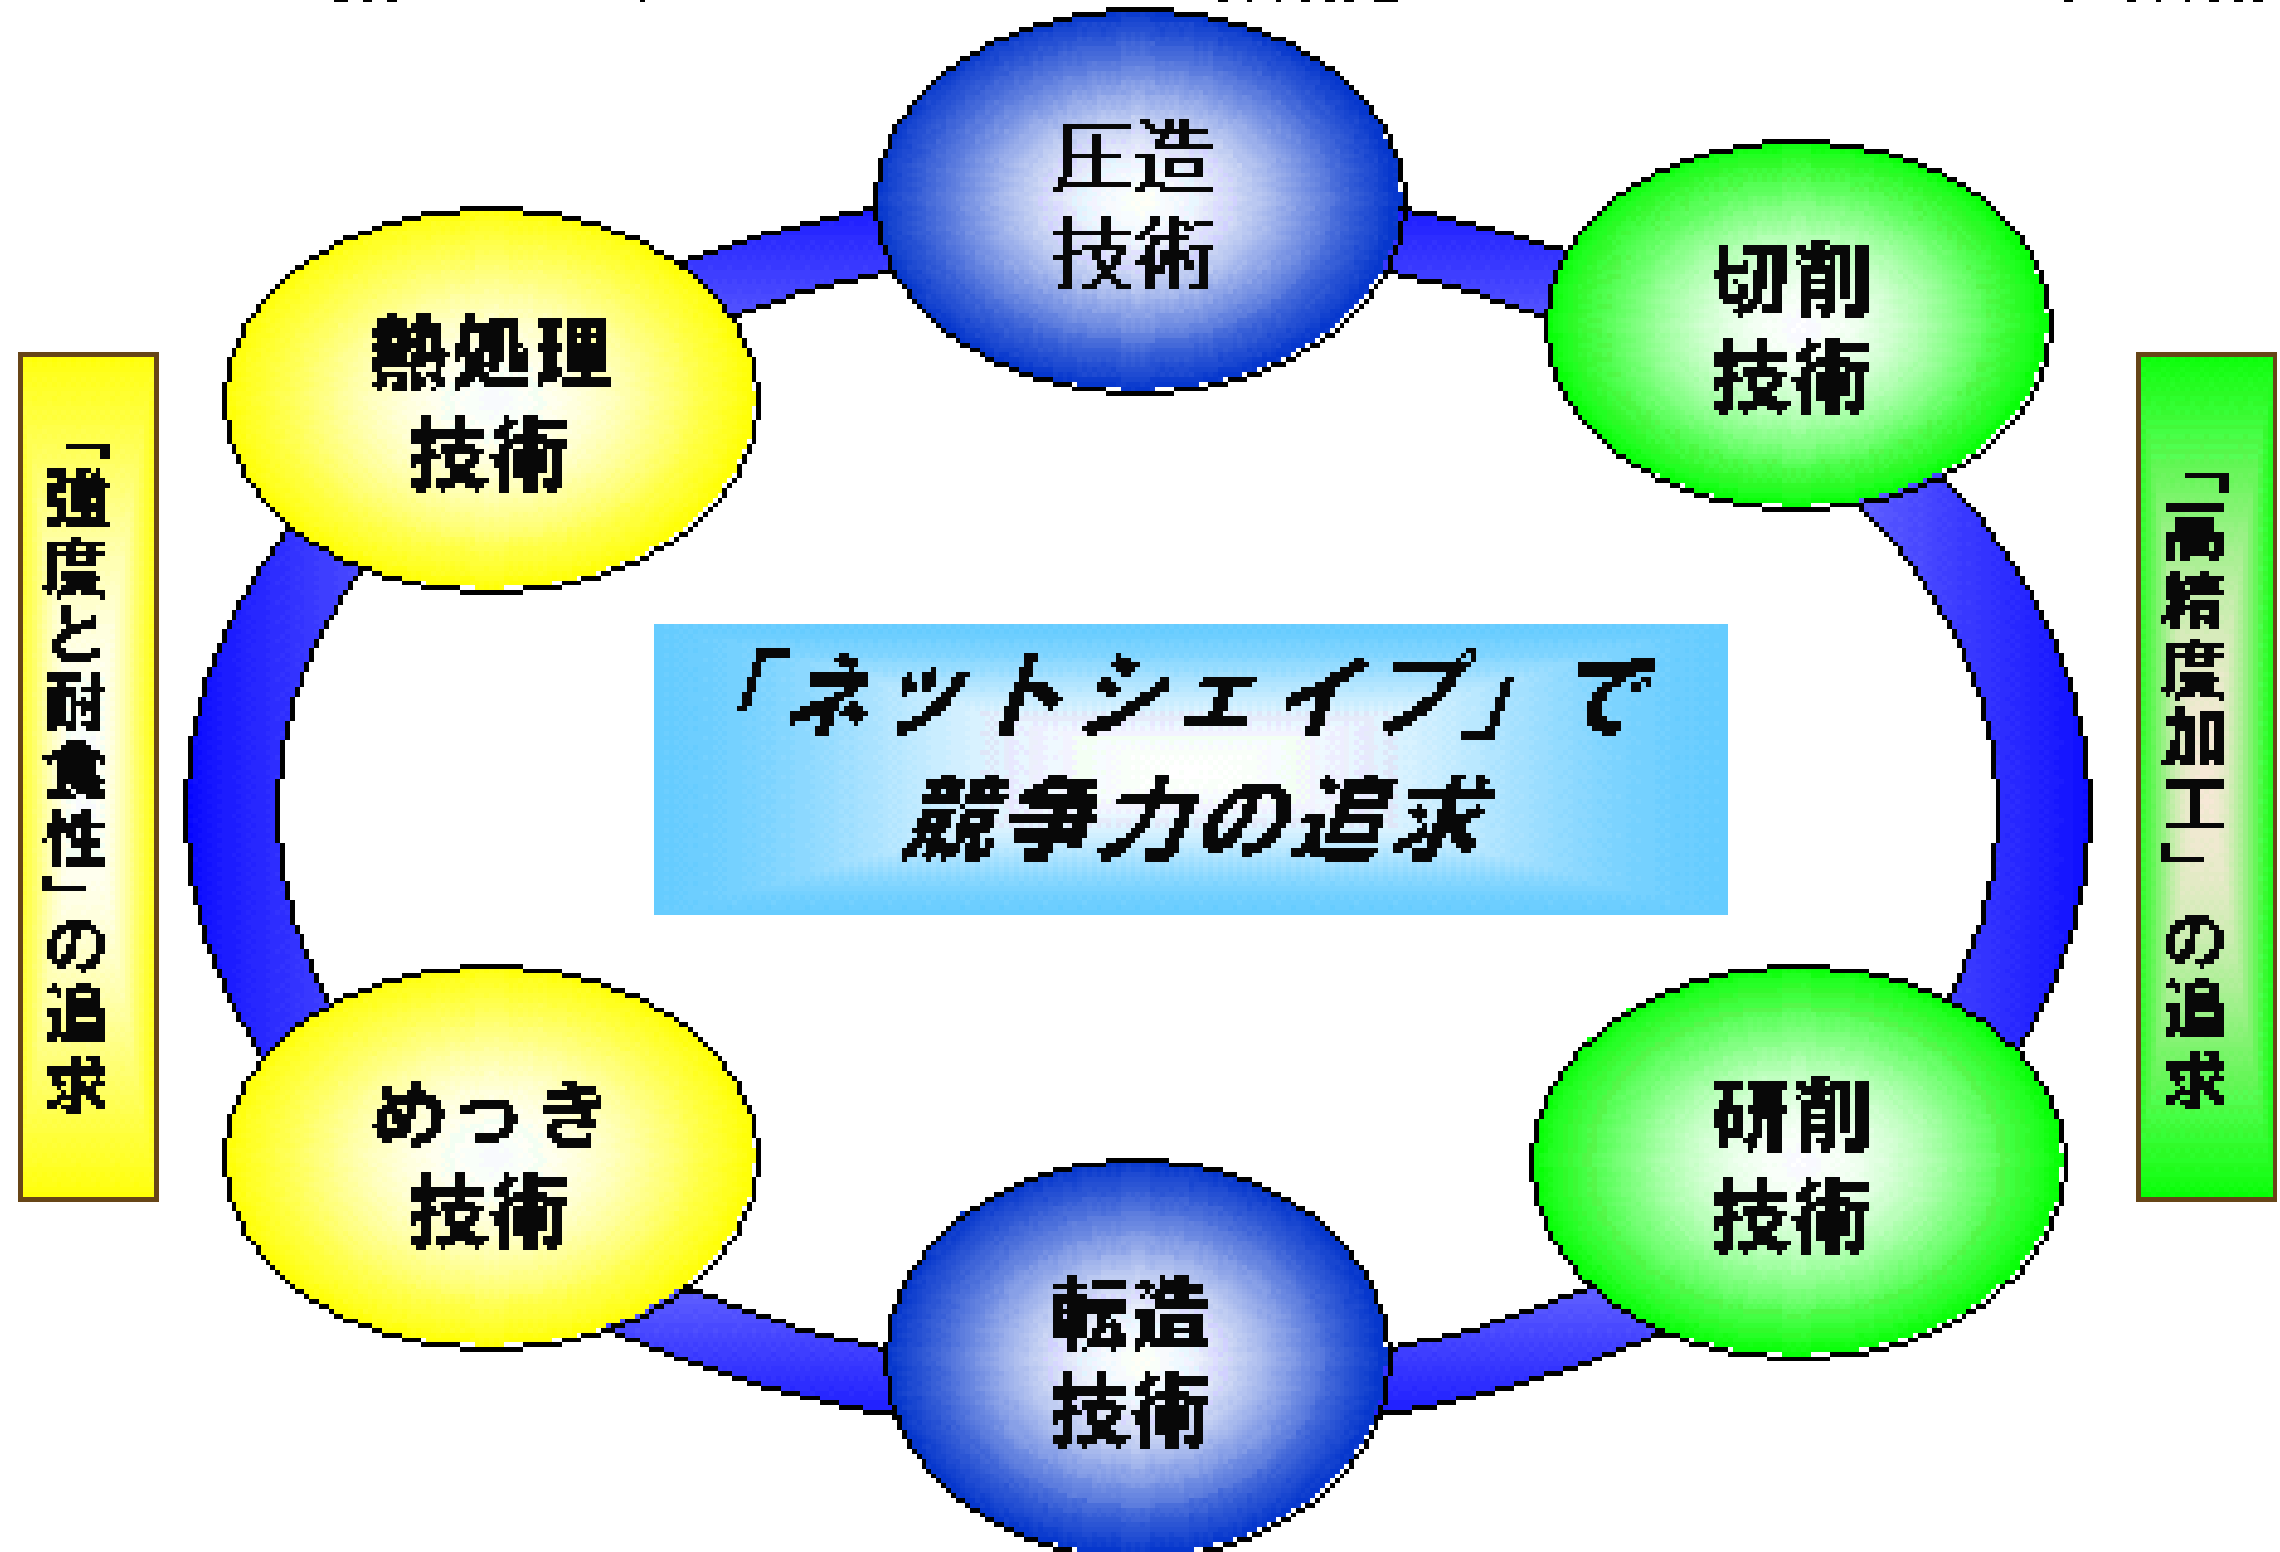 圧造
技術
切削
技術
熱処理
技術
「強度と耐食性」の追求
「ネットシェイプ」で
競争力の追求
「高精度加工」の追求
めっき
技術
研削
技術
転造
技術